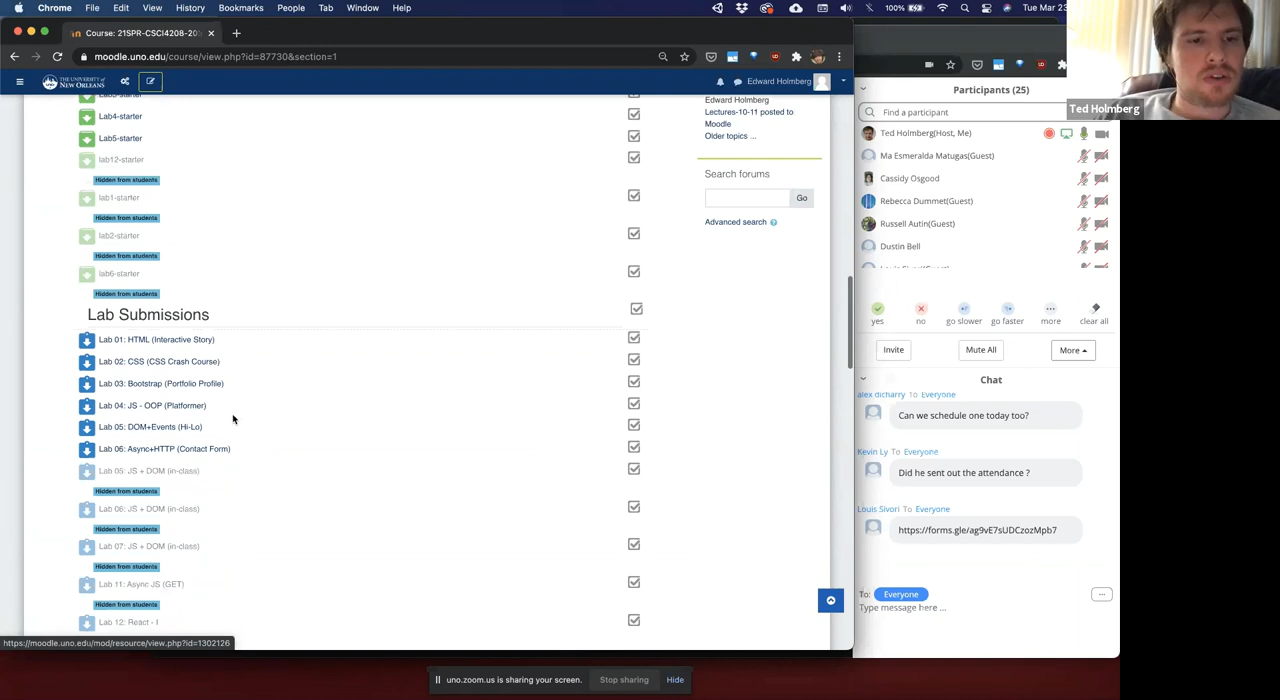 Chrome File Edit View History Bookmarks People Tab Window Help
100%
Tue Mar 23
Course: 21SPR-CSCI4208-20
moodle.uno.edu/course/view.php?id=87730&section=1
THE UNIVERSITY of
NEW ORLEANS
Edward Holmberg
Lab4-starter
Lab5-starter
lab12-starter
Hidden from students
lab1-starter
Hidden from students
lab2-starter
Hidden from students
lab6-starter
Hidden from students
Lab Submissions
Lab 01: HTML (Interactive Story)
Lab 02: CSS (CSS Crash Course)
Lab 03: Bootstrap (Portfolio Profile)
Lab 04: JS - OOP (Platformer)
Lab 05: DOM+Events (Hi-Lo)
Lab 06: Async+HTTP (Contact Form)
Lab 05: JS + DOM (in-class)
Hidden from students
Lab 06: JS + DOM (in-class)
Hidden from students
Lab 07: JS + DOM (in-class)
Hidden from students
Lab 11: Async JS (GET)
Hidden from students
Lab 12: React - I
https://moodle.uno.edu/mod/resource/view.php?id=1302126
Edward Holmberg
Lectures-10-11 posted to
Moodle
Older topics ...
Search forums
Go
Advanced search
Ted Holmberg
Participants (25)
Find a participant
Ted Holmberg(Host, Me)
Ma Esmeralda Matugas(Guest)
Cassidy Osgood
Rebecca Dummet(Guest)
Russell Autin(Guest)
Dustin Bell
yes no go slower go faster more clear all
Invite Mute All More
Chat
alex dicharry To Everyone
Can we schedule one today too?
Kevin Ly To Everyone
Did he sent out the attendance ?
Louis Sivori To Everyone
https://forms.gle/ag9vE7sUDCzozMpb7
To: Everyone
Type message here ...
uno.zoom.us is sharing your screen. Stop sharing Hide